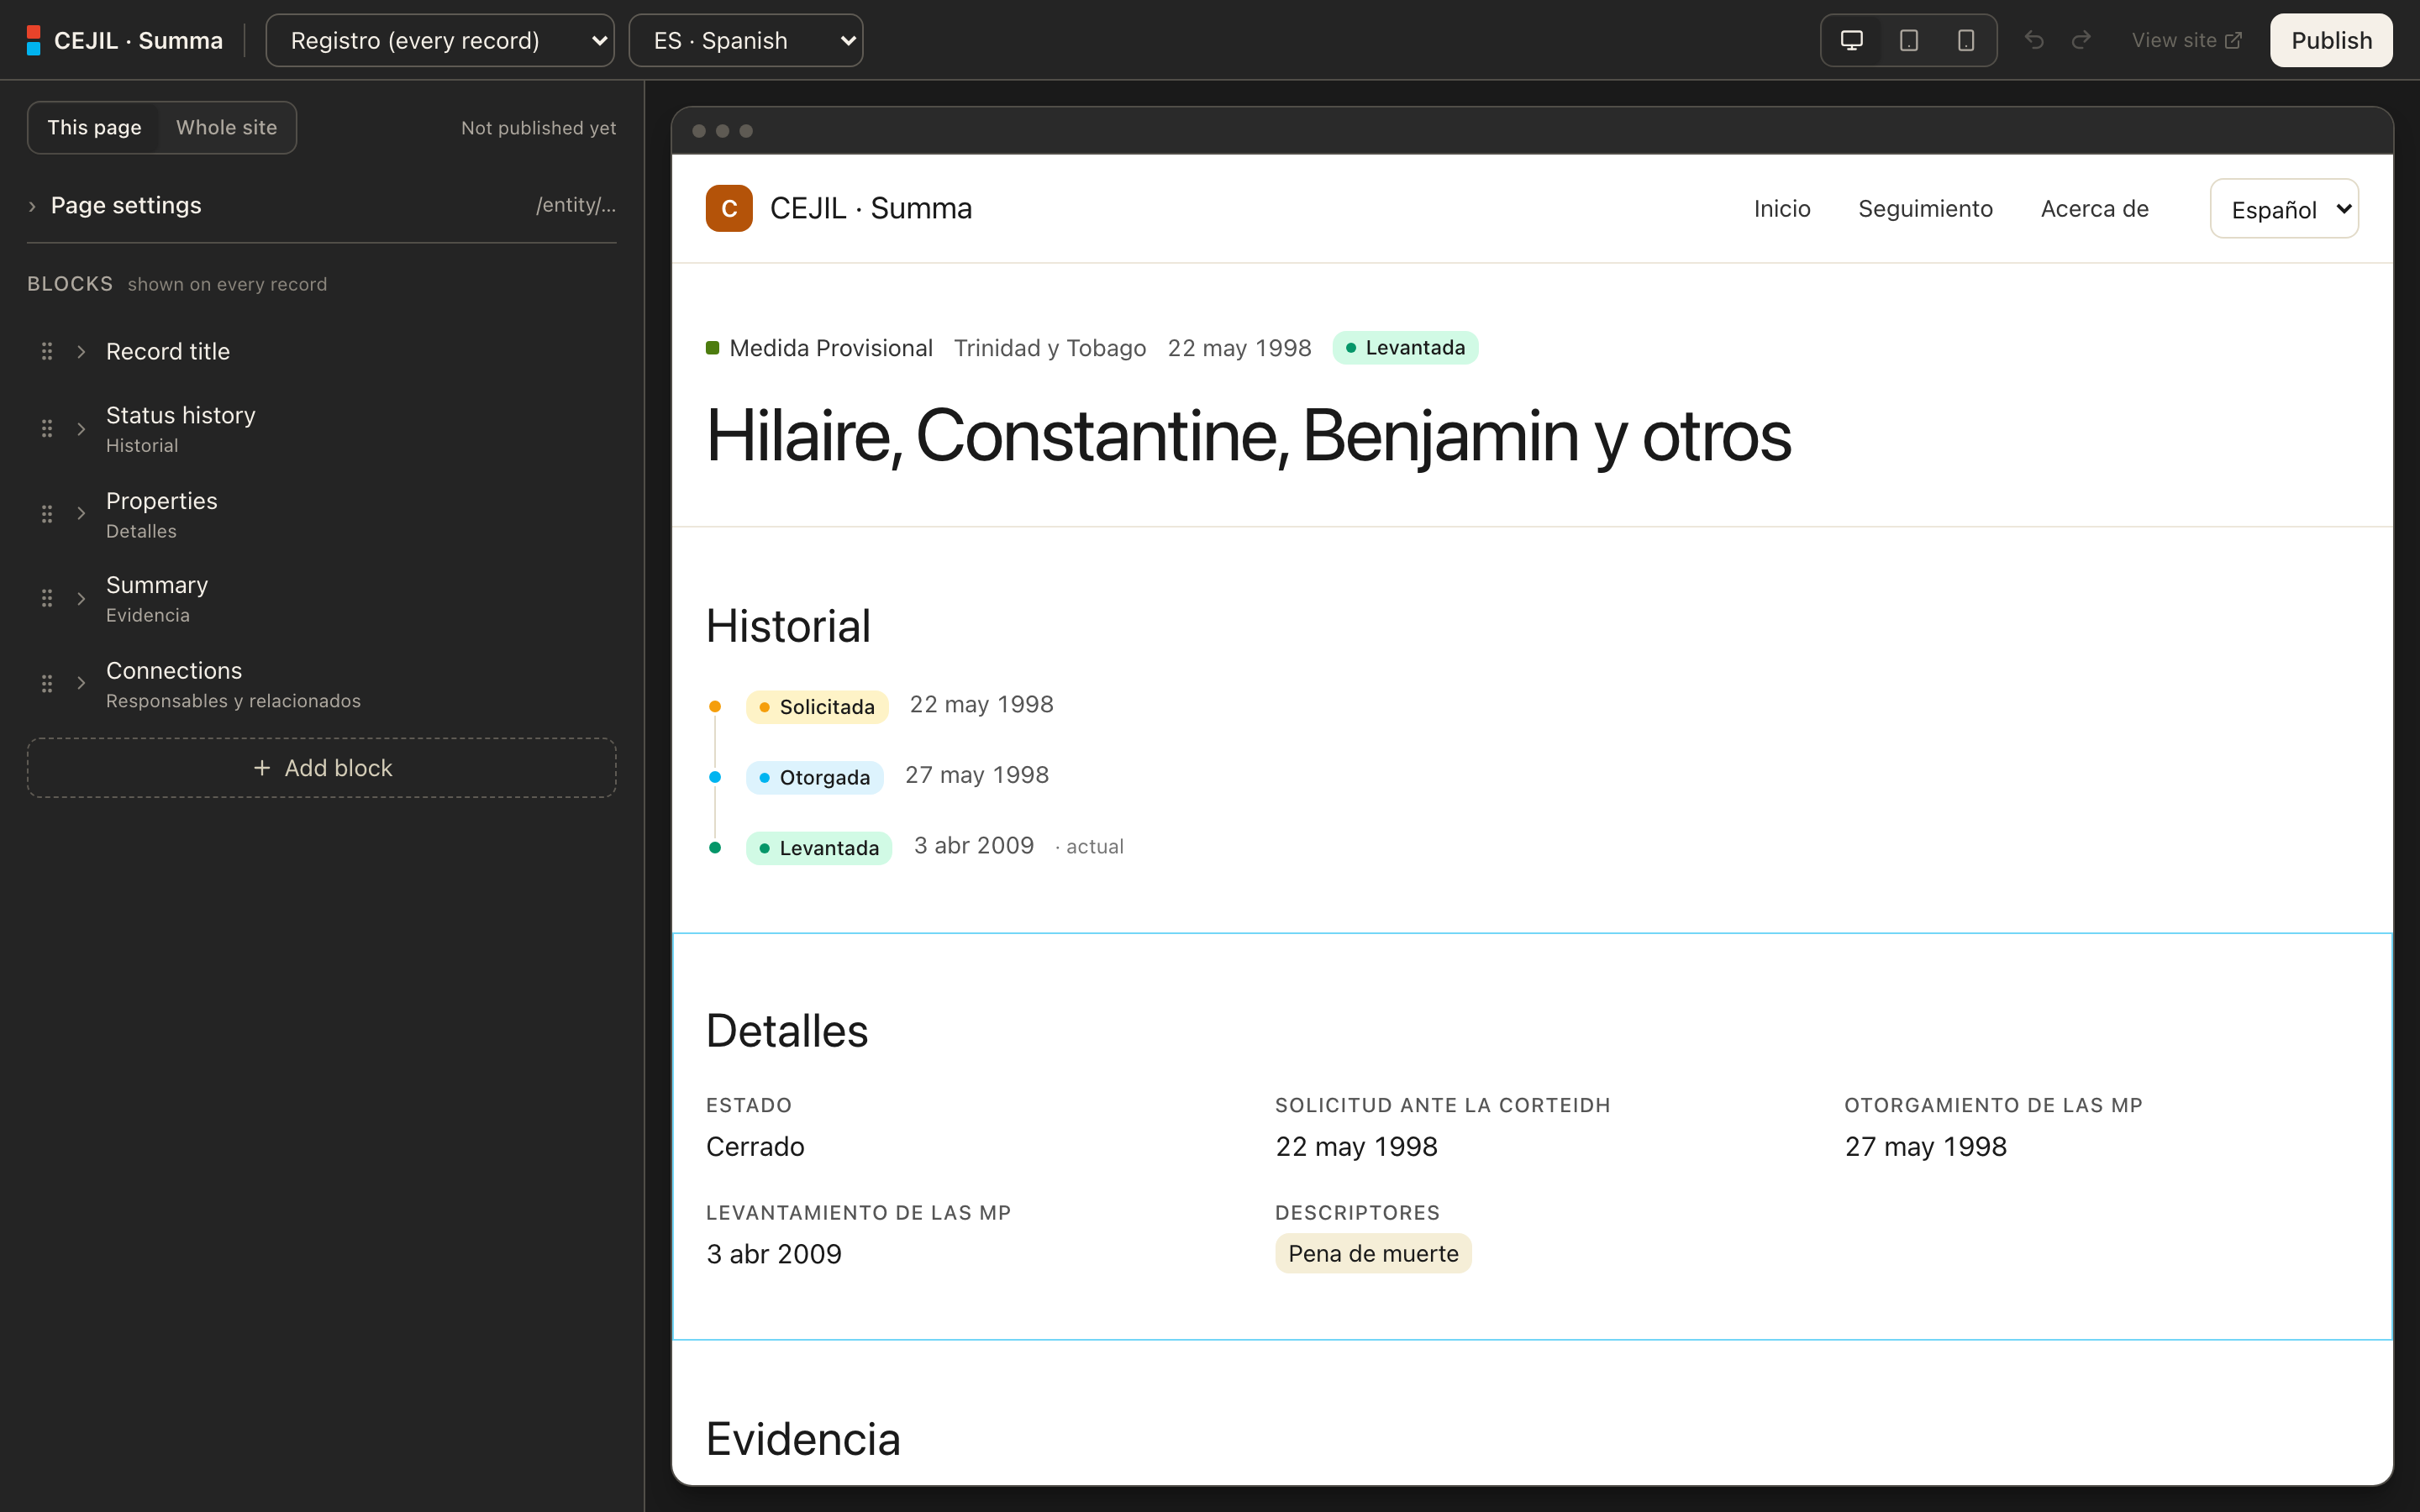 CEJIL · Summa
Registro (every record)
ES · Spanish
View site
Publish
This page
Whole site
Not published yet
Page settings
/entity/...
BLOCKS shown on every record
Record title
Status history
Historial
Properties
Detalles
Summary
Evidencia
Connections
Responsables y relacionados
+ Add block
C CEJIL · Summa
Inicio
Seguimiento
Acerca de
Español
Medida Provisional Trinidad y Tobago 22 may 1998 Levantada
Hilaire, Constantine, Benjamin y otros
Historial
Solicitada 22 may 1998
Otorgada 27 may 1998
Levantada 3 abr 2009 · actual
Detalles
ESTADO
Cerrado
SOLICITUD ANTE LA CORTEIDH
22 may 1998
OTORGAMIENTO DE LAS MP
27 may 1998
LEVANTAMIENTO DE LAS MP
3 abr 2009
DESCRIPTORES
Pena de muerte
Evidencia